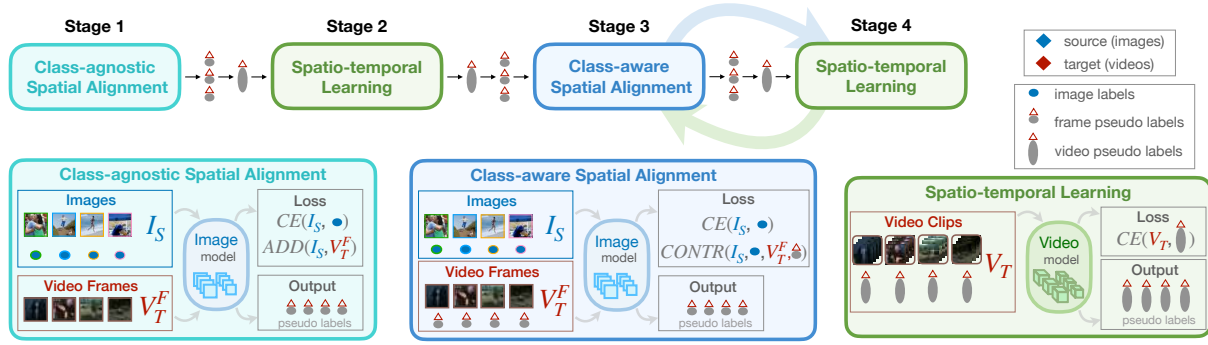 Stage 1
Stage 2
Stage 3
Stage 4
Class-agnostic
Spatial Alignment
Spatio-temporal
Learning
Class-aware
Spatial Alignment
Spatio-temporal
Learning
source (images)
target (videos)
image labels
frame pseudo labels
video pseudo labels
Class-agnostic Spatial Alignment
Images
I_S
Video Frames
V_T^F
Image
model
Loss
CE(I_S, )
ADD(I_S,V_T^F)
Output
pseudo labels
Class-aware Spatial Alignment
Images
I_S
Video Frames
V_T^F
Image
model
Loss
CE(I_S, )
CONTR(I_S, ,V_T^F, )
Output
pseudo labels
Spatio-temporal Learning
Video Clips
V_T
Video
model
Loss
CE(V_T, )
Output
pseudo labels